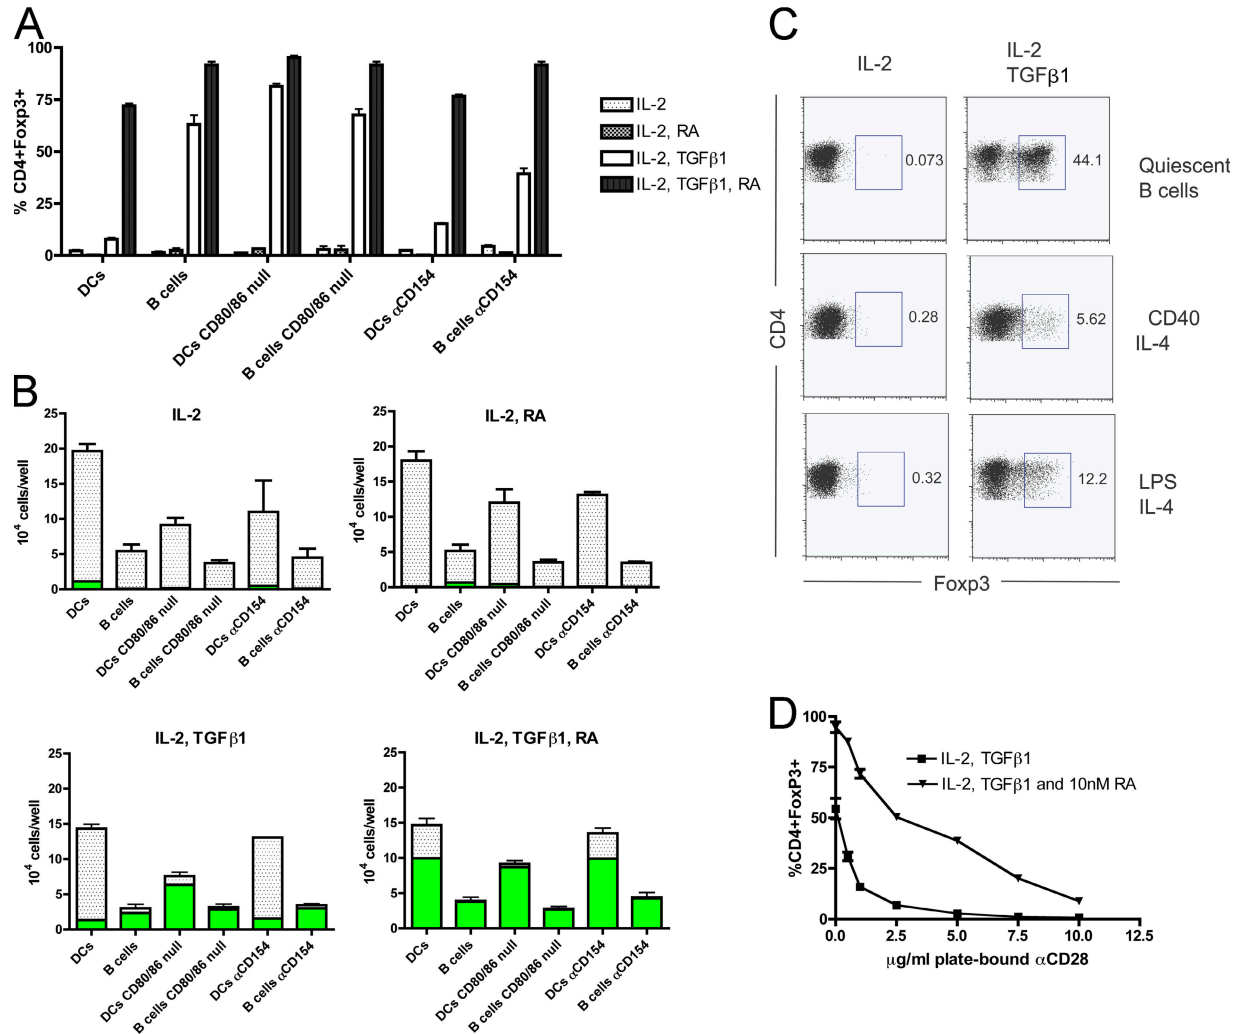 A
100
75
50
25
0
% CD4+Foxp3+
DCs
B cells
DCs CD80/86 null
B cells CD80/86 null
DCs αCD154
B cells αCD154
IL-2
IL-2, RA
IL-2, TGFβ1
IL-2, TGFβ1, RA
B
IL-2
25
20
15
10
5
0
10⁴ cells/well
DCs
B cells
DCs CD80/86 null
B cells CD80/86 null
DCs αCD154
B cells αCD154
IL-2, RA
25
20
15
10
5
0
10⁴ cells/well
DCs
B cells
DCs CD80/86 null
B cells CD80/86 null
DCs αCD154
B cells αCD154
IL-2, TGFβ1
25
20
15
10
5
0
10⁴ cells/well
DCs
B cells
DCs CD80/86 null
B cells CD80/86 null
DCs αCD154
B cells αCD154
IL-2, TGFβ1, RA
25
20
15
10
5
0
10⁴ cells/well
DCs
B cells
DCs CD80/86 null
B cells CD80/86 null
DCs αCD154
B cells αCD154
C
IL-2
IL-2
TGFβ1
0.073
44.1
Quiescent
B cells
0.28
5.62
CD40
IL-4
0.32
12.2
LPS
IL-4
CD4
Foxp3
D
100
75
50
25
0
%CD4+FoxP3+
IL-2, TGFβ1
IL-2, TGFβ1 and 10nM RA
0.0
2.5
5.0
7.5
10.0
12.5
μg/ml plate-bound αCD28